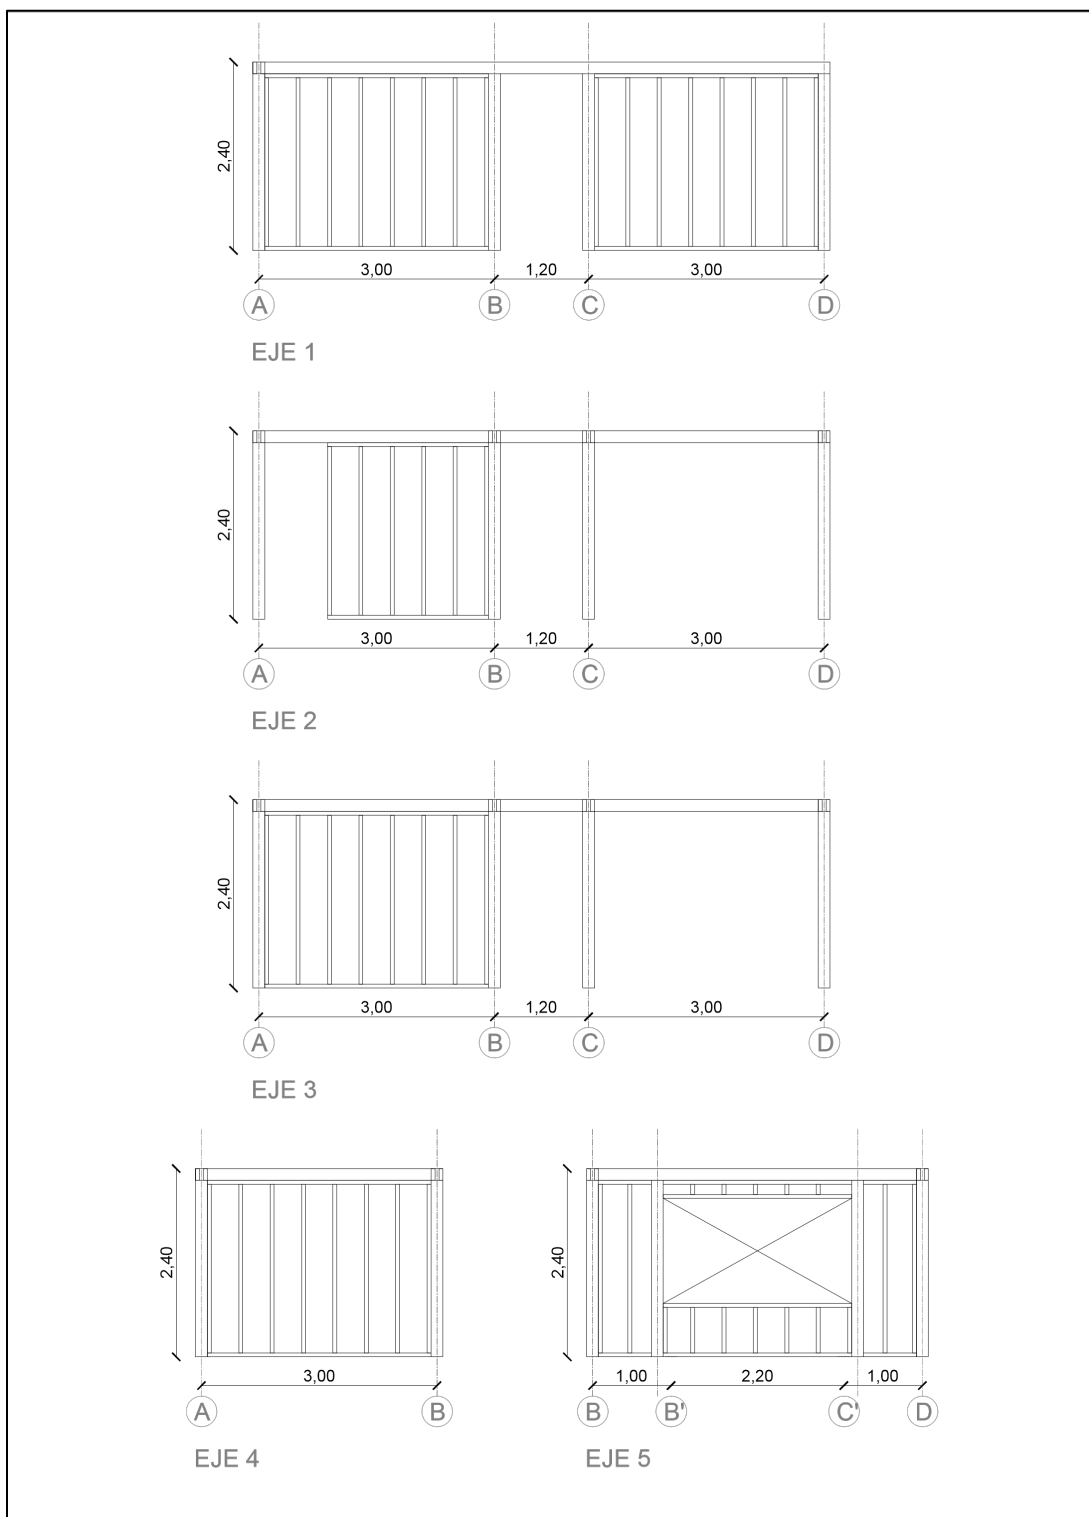 2,40
3,00 1,20 3,00
A B C D
EJE 1
2,40
3,00 1,20 3,00
A B C D
EJE 2
2,40
3,00 1,20 3,00
A B C D
EJE 3
2,40
3,00
A B
EJE 4
2,40
1,00 2,20 1,00
B B' C' D
EJE 5